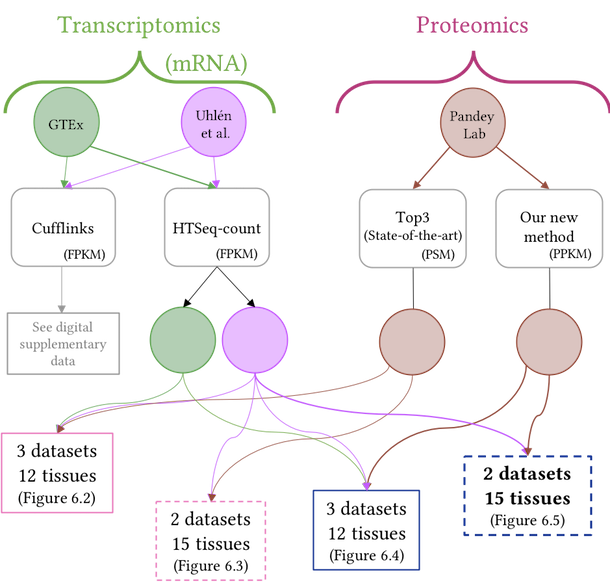 Transcriptomics
(mRNA)
Proteomics
GTEx
Uhlén
et al.
Pandey
Lab
Cufflinks
(FPKM)
HTSeq-count
(FPKM)
Top3
(State-of-the-art)
(PSM)
Our new
method
(PPKM)
See digital
supplementary
data
3 datasets
12 tissues
(Figure 6.2)
2 datasets
15 tissues
(Figure 6.3)
3 datasets
12 tissues
(Figure 6.4)
2 datasets
15 tissues
(Figure 6.5)